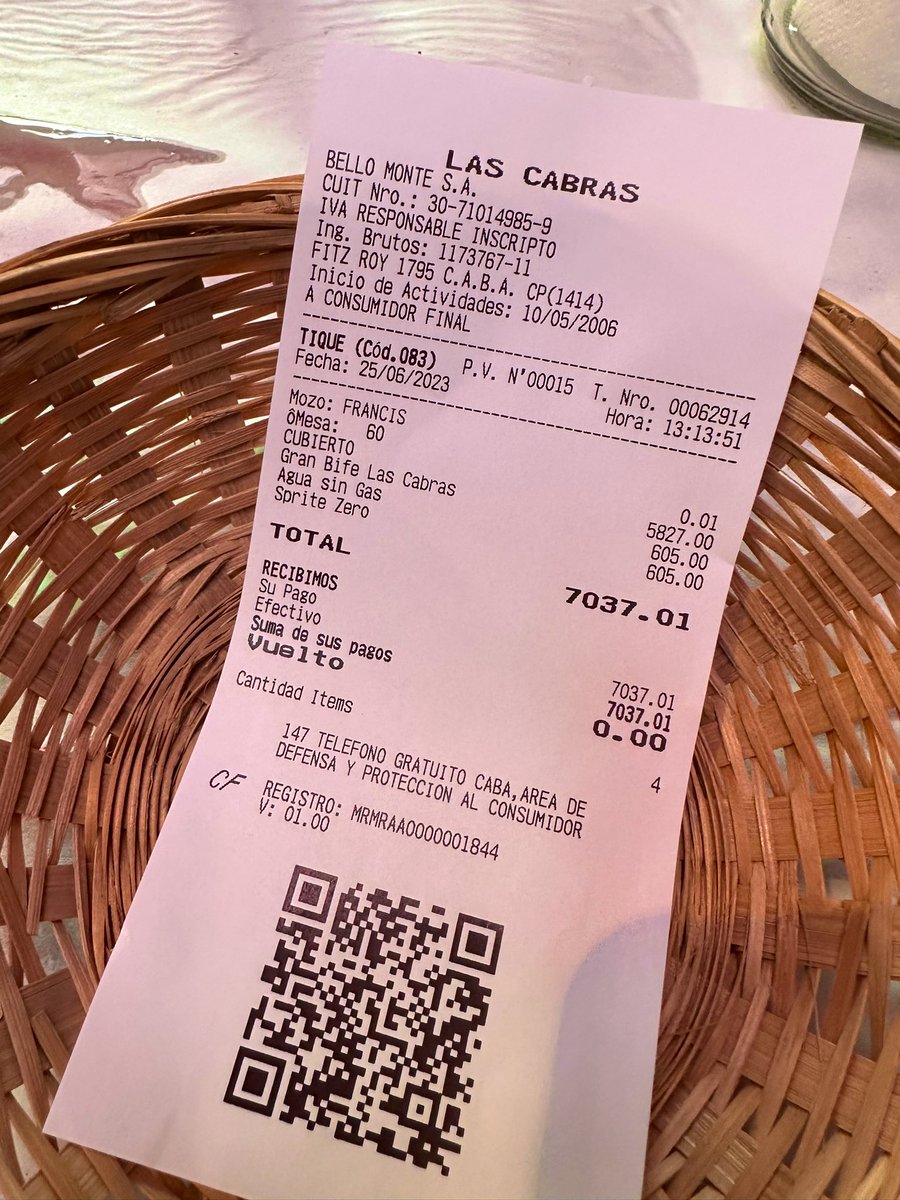 LAS CABRAS
BELLO MONTE S.A.
CUIT Nro.: 30-71014985-9
IVA RESPONSABLE INSCRIPTO
Ing. Brutos: 1173767-11
FITZ ROY 1795 C.A.B.A. CP(1414)
Inicio de Actividades: 10/05/2006
A CONSUMIDOR FINAL
TIQUE (Cód.083) P.V. N'00015 T. Nro. 00062914
Fecha: 25/06/2023 Hora: 13:13:51
Mozo: FRANCIS
ôMesa: 60
CUBIERTO 0.01
Gran Bife Las Cabras 5827.00
Agua sin Gas 605.00
Sprite Zero 605.00
TOTAL 7037.01
RECIBIMOS
Su Pago
Efectivo 7037.01
Suma de sus pagos 7037.01
Vuelto 0.00
Cantidad Items 4
147 TELEFONO GRATUITO CABA,AREA DE
DEFENSA Y PROTECCION AL CONSUMIDOR
CF REGISTRO: MRMRAA0000001844
V: 01.00